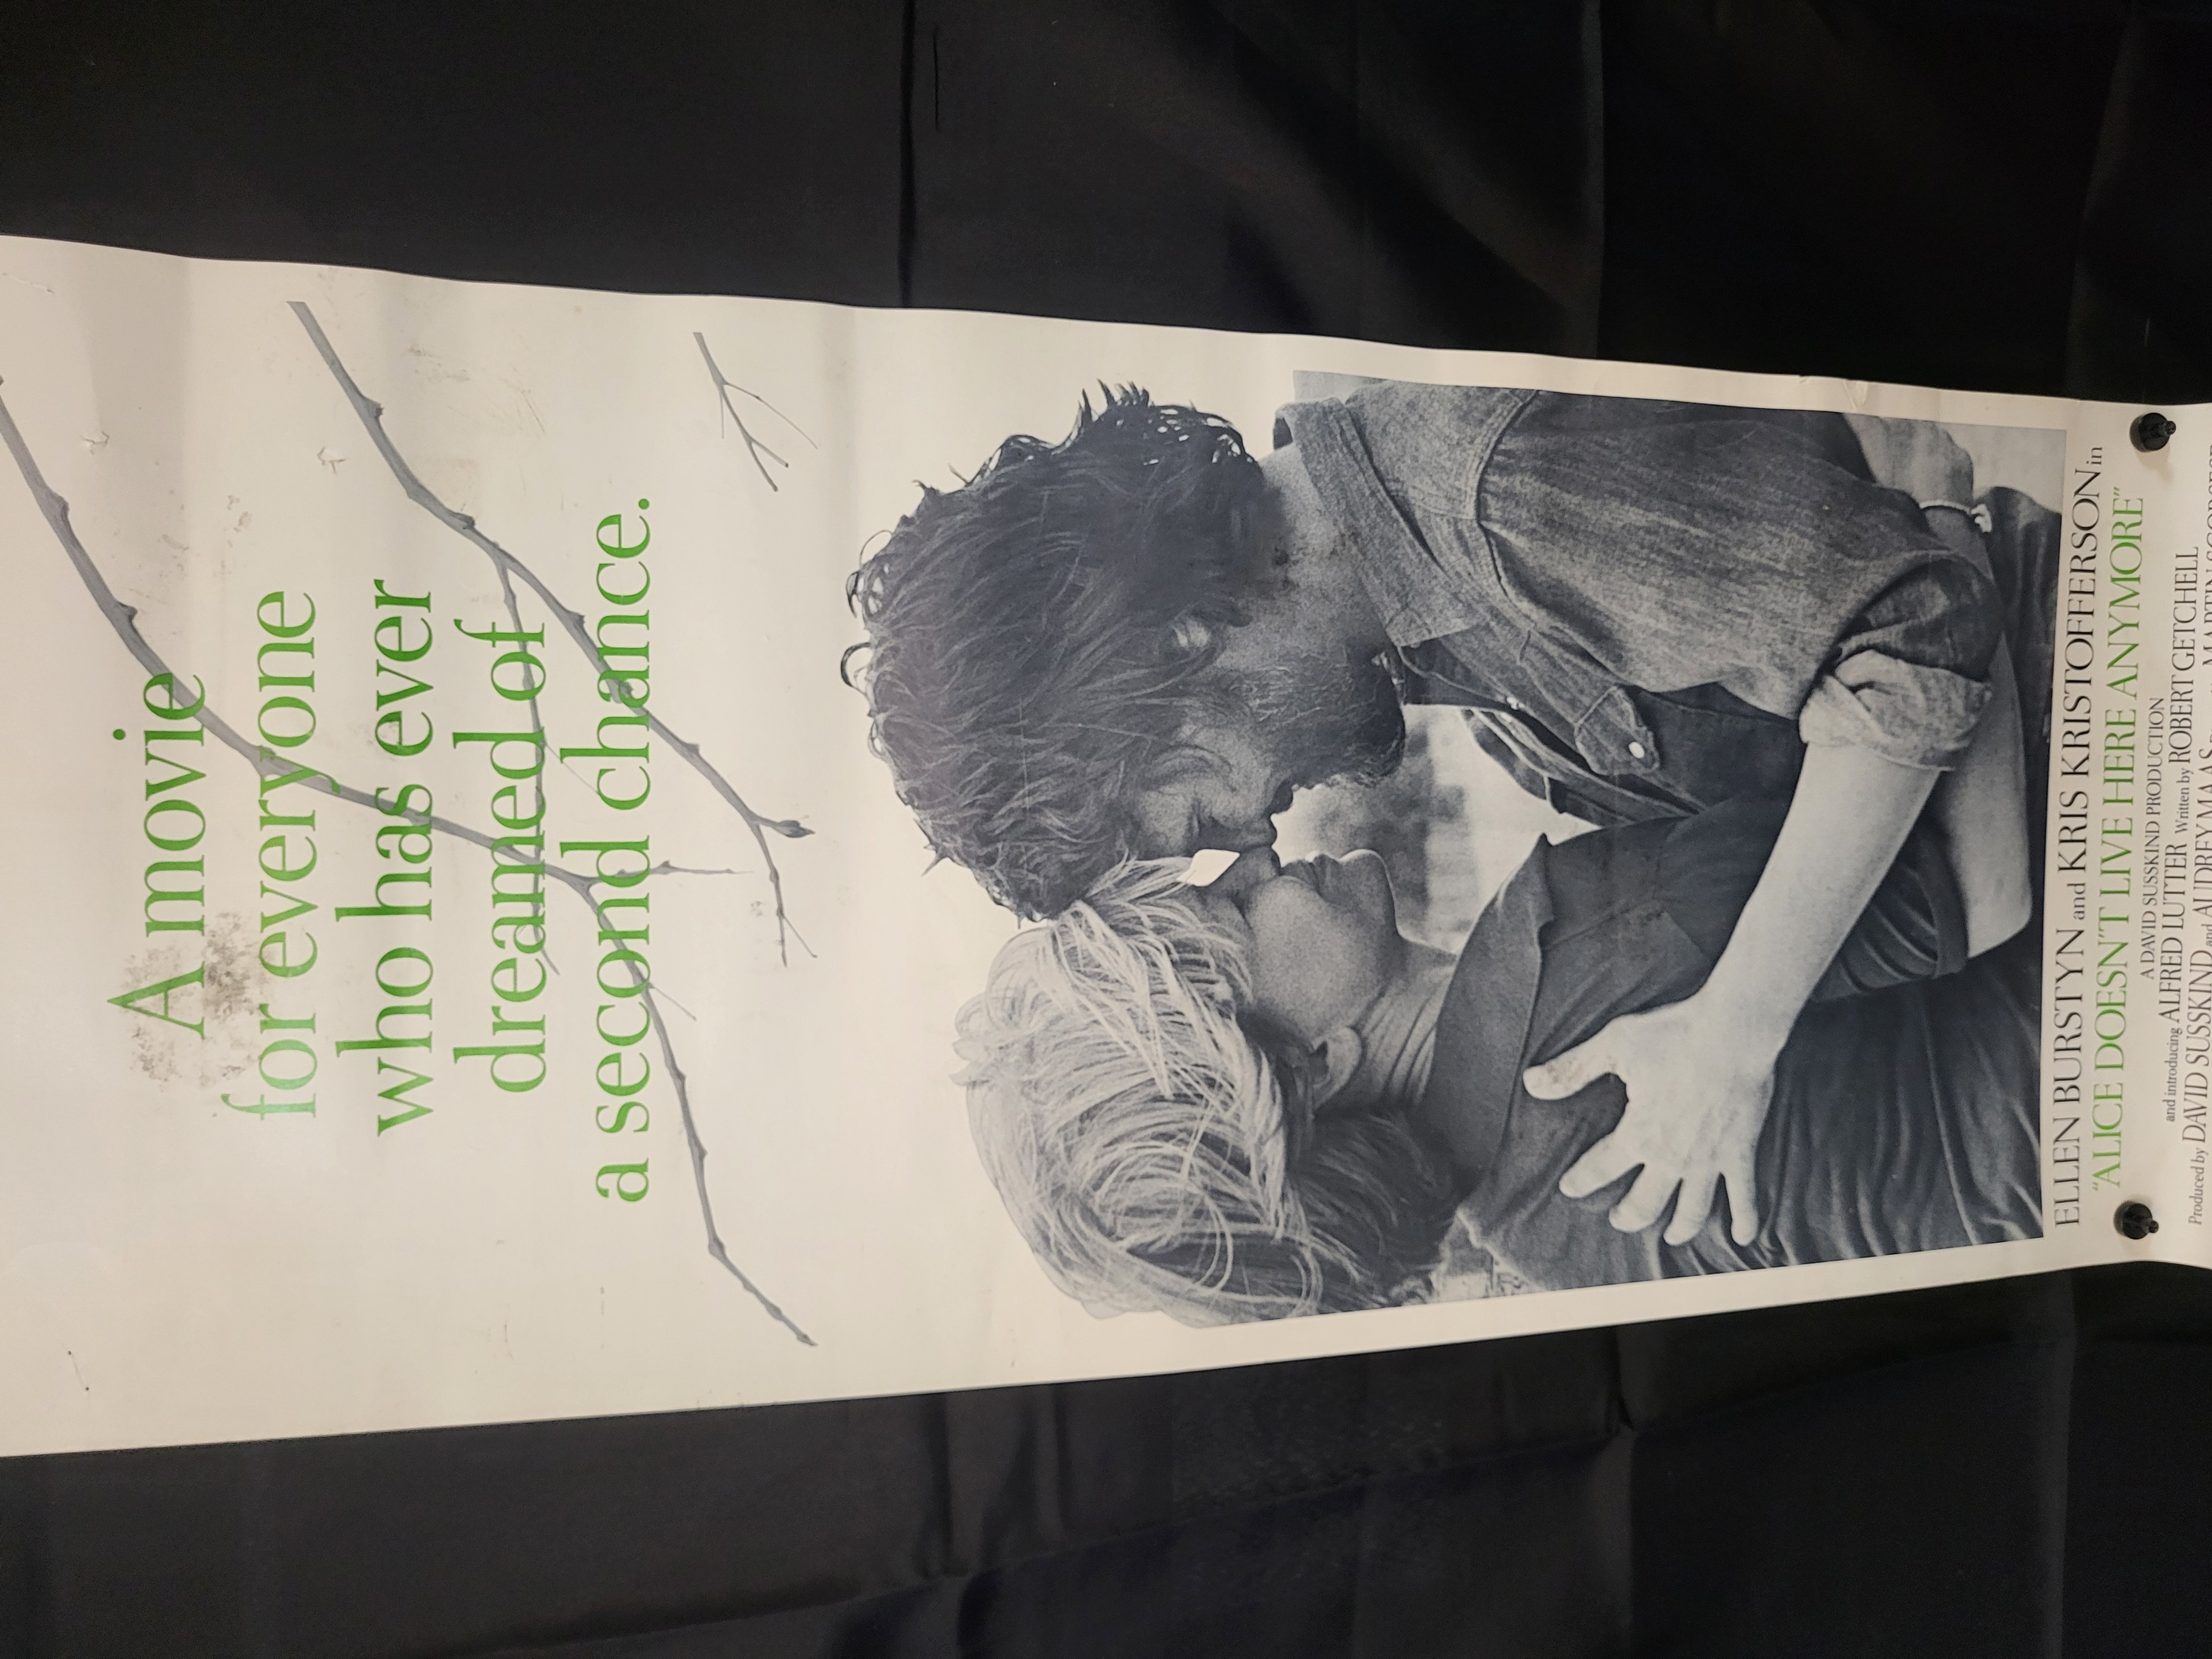 A movie
for everyone
who has ever
dreamed of
a second chance.
ELLEN BURSTYN and KRIS KRISTOFFERSON in
"ALICE DOESN'T LIVE HERE ANYMORE"
A DAVID SUSSKIND PRODUCTION
and introducing ALFRED LUTTER Written by ROBERT GETCHELL
Produced by DAVID SUSSKIND and AUDREY MAAS MARTIN SCORSESE